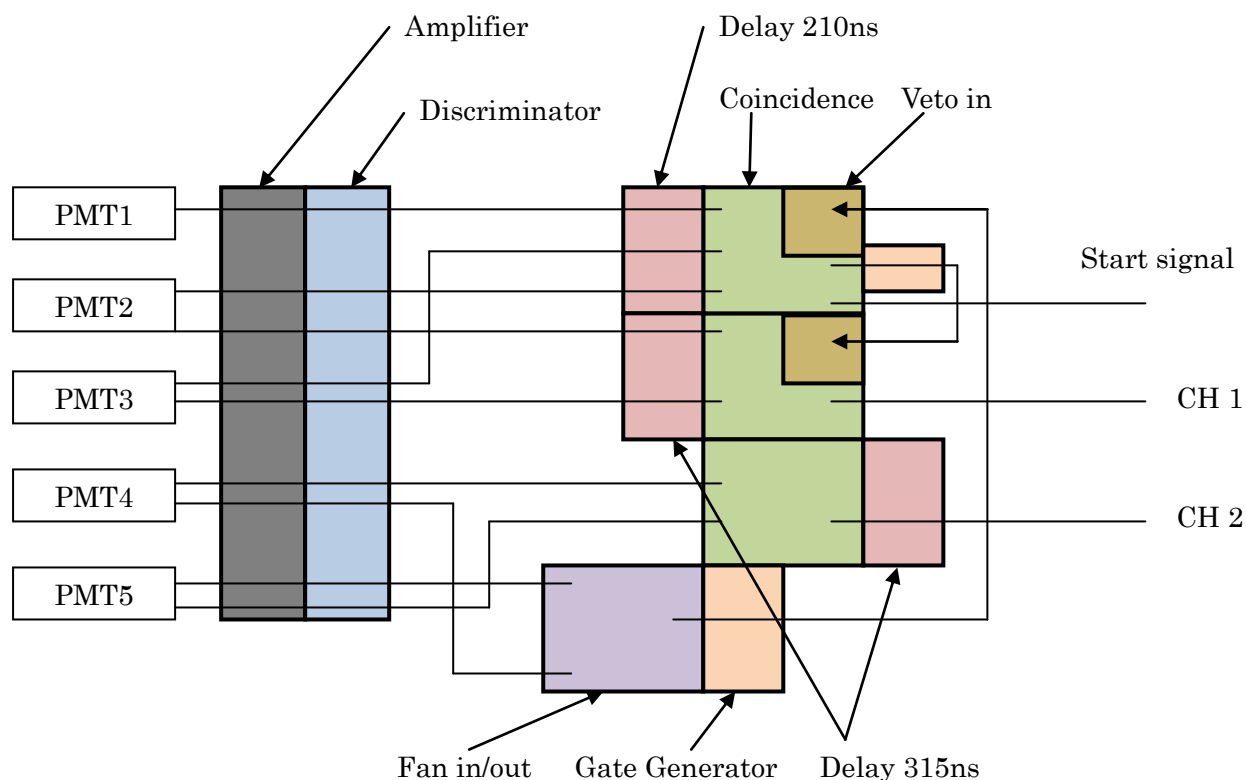 Amplifier
Delay 210ns
Discriminator
Coincidence
Veto in
PMT1
PMT2
Start signal
PMT3
CH 1
PMT4
CH 2
PMT5
Fan in/out
Gate Generator
Delay 315ns